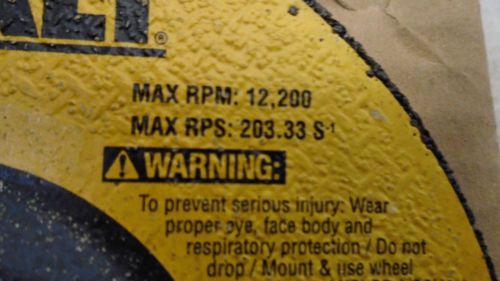 MAX RPM: 12,200
MAX RPS: 203.33 S-1
WARNING:
To prevent serious injury: Wear
proper eye, face body and
respiratory protection / Do not
drop / Mount & use wheel